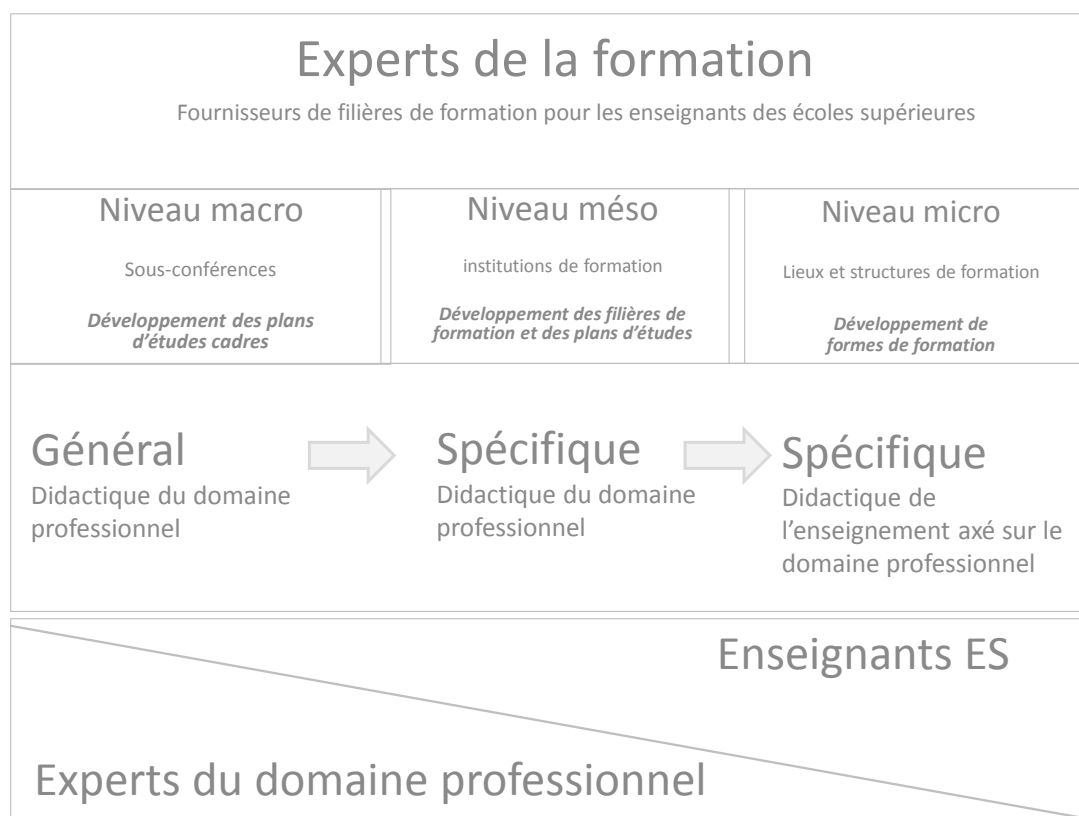 Experts de la formation
Fournisseurs de filières de formation pour les enseignants des écoles supérieures
Niveau macro
Sous-conférences
Développement des plans
d'études cadres
Niveau méso
institutions de formation
Développement des filières de
formation et des plans d'études
Niveau micro
Lieux et structures de formation
Développement de
formes de formation
Général
Didactique du domaine
professionnel
Spécifique
Didactique du domaine
professionnel
Spécifique
Didactique de
l'enseignement axé sur le
domaine professionnel
Enseignants ES
Experts du domaine professionnel